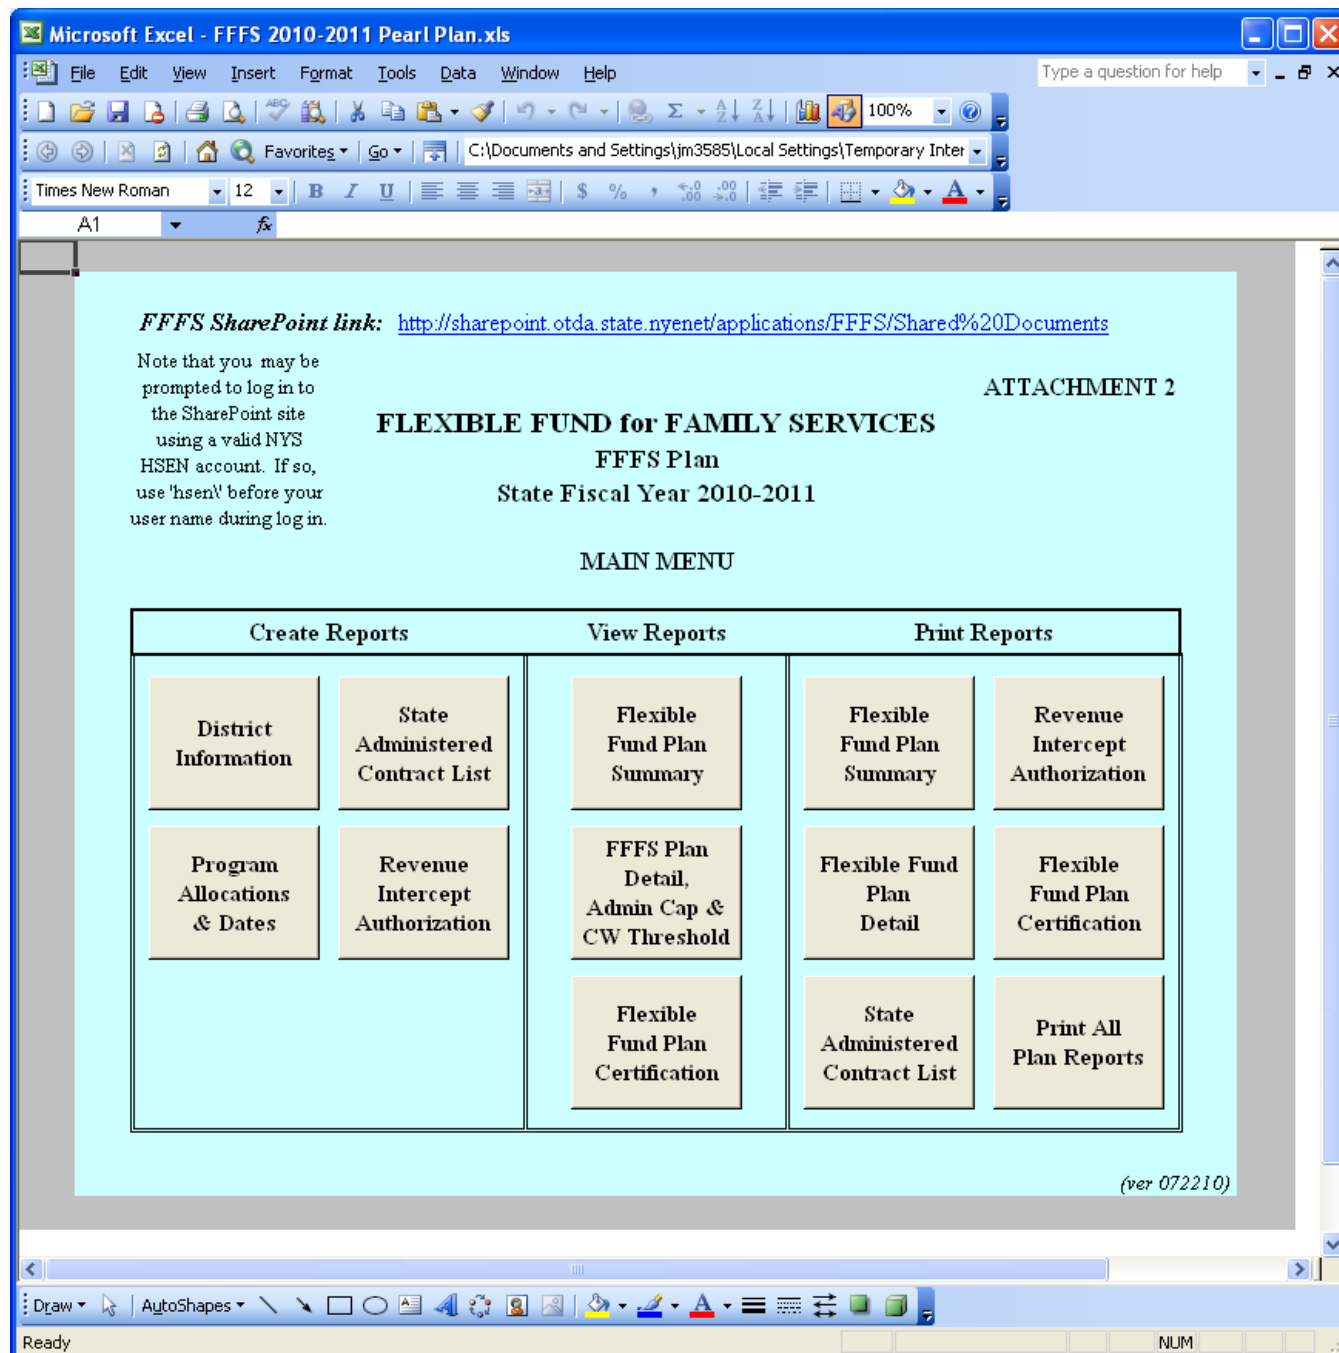 Microsoft Excel - FFFS 2010-2011 Pearl Plan.xls
File Edit View Insert Format Tools Data Window Help
Type a question for help
100%
Favorites Go C:\Documents and Settings\jm3585\Local Settings\Temporary Inter
Times New Roman 12 B I U $ % ,
A1 fx
FFFS SharePoint link: http://sharepoint.otda.state.nyenet/applications/FFFS/Shared%20Documents
Note that you may be
prompted to log in to
the SharePoint site
using a valid NYS
HSEN account. If so,
use 'hsen\' before your
user name during log in.
ATTACHMENT 2
FLEXIBLE FUND for FAMILY SERVICES
FFFS Plan
State Fiscal Year 2010-2011
MAIN MENU
Create Reports
View Reports
Print Reports
District
Information
State
Administered
Contract List
Flexible
Fund Plan
Summary
Flexible
Fund Plan
Summary
Revenue
Intercept
Authorization
Program
Allocations
& Dates
Revenue
Intercept
Authorization
FFFS Plan
Detail,
Admin Cap &
CW Threshold
Flexible Fund
Plan
Detail
Flexible
Fund Plan
Certification
Flexible
Fund Plan
Certification
State
Administered
Contract List
Print All
Plan Reports
(ver 072210)
Draw AutoShapes
Ready
NUM